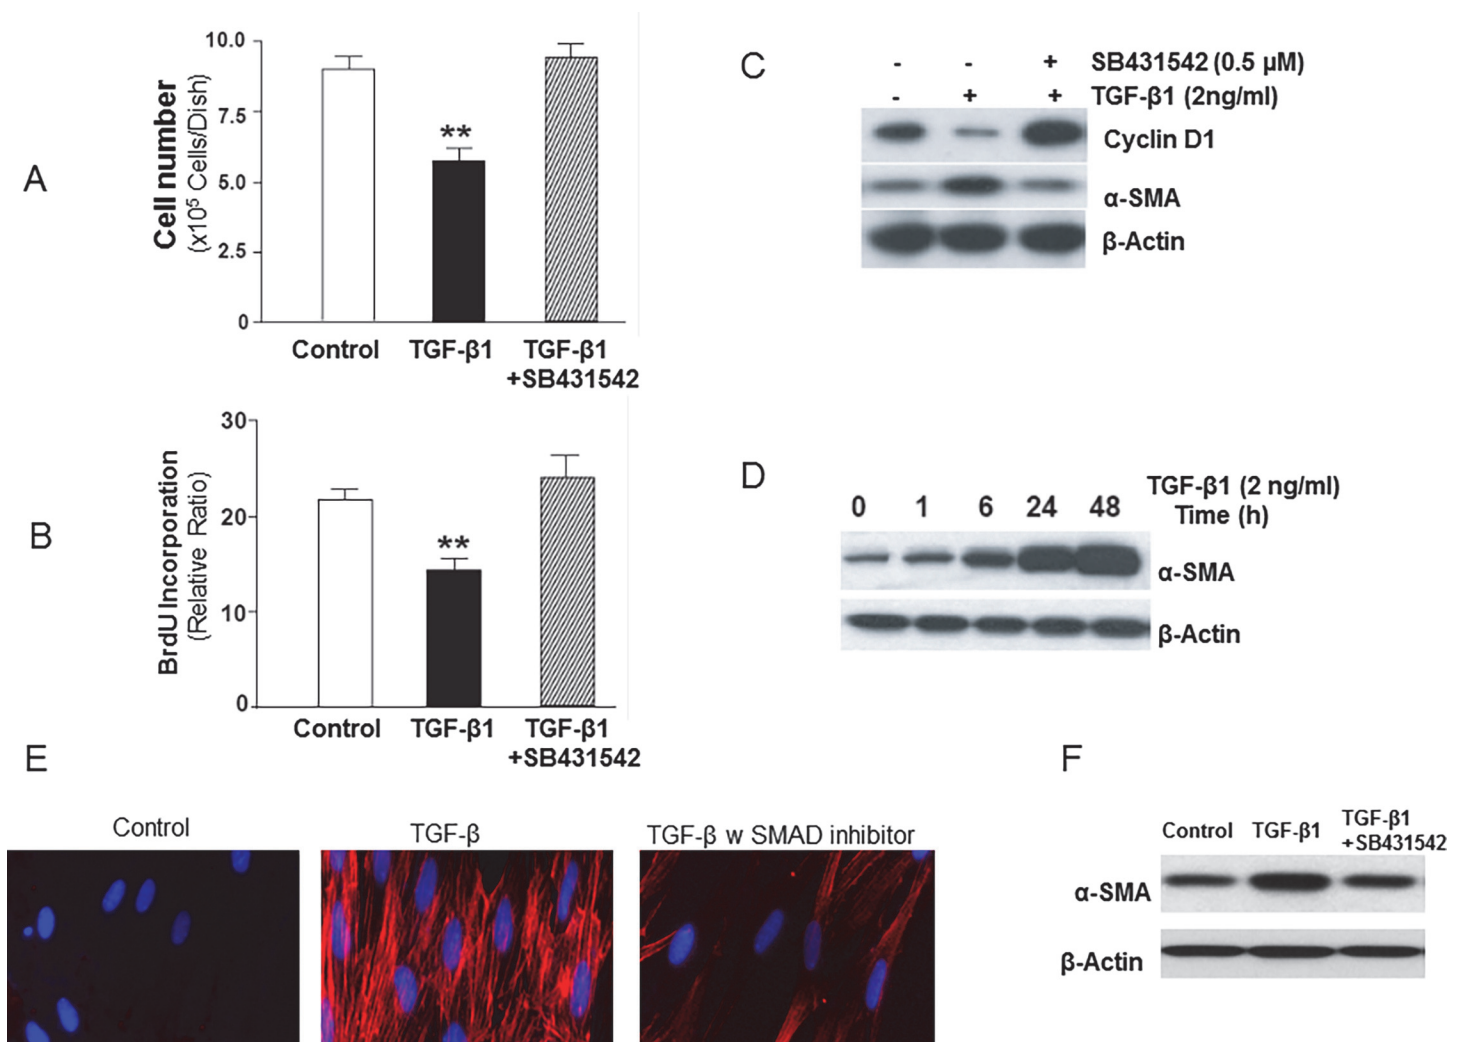 A
Cell number
(x10⁵ Cells/Dish)
10.0
7.5
5.0
2.5
0
**
Control
TGF-β1
TGF-β1
+SB431542
B
BrdU Incorporation
(Relative Ratio)
30
20
10
0
**
Control
TGF-β1
TGF-β1
+SB431542
C
- - + SB431542 (0.5 μM)
- + + TGF-β1 (2ng/ml)
Cyclin D1
α-SMA
β-Actin
D
TGF-β1 (2 ng/ml)
0 1 6 24 48 Time (h)
α-SMA
β-Actin
E
Control
TGF-β
TGF-β w SMAD inhibitor
F
Control
TGF-β1
TGF-β1
+SB431542
α-SMA
β-Actin